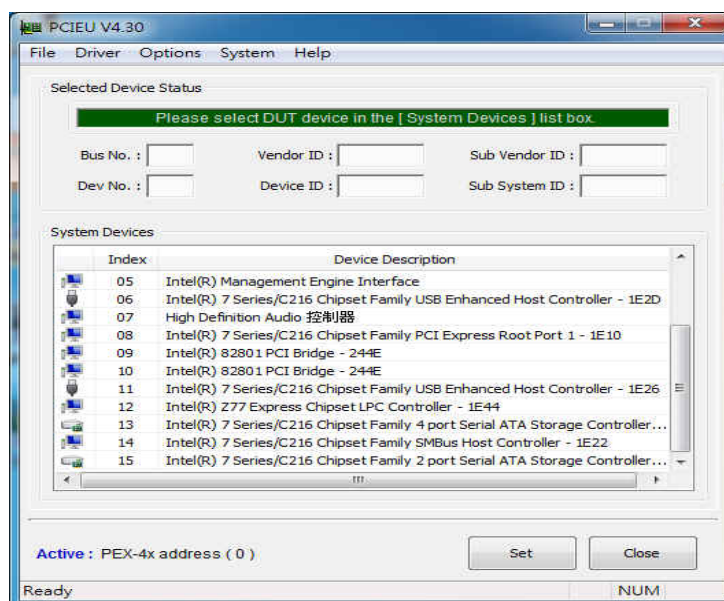 PCIEU V4.30
File Driver Options System Help
Selected Device Status
Please select DUT device in the [ System Devices ] list box.
Bus No. : Vendor ID : Sub Vendor ID :
Dev No. : Device ID : Sub System ID :
System Devices
Index Device Description
05 Intel(R) Management Engine Interface
06 Intel(R) 7 Series/C216 Chipset Family USB Enhanced Host Controller - 1E2D
07 High Definition Audio 控制器
08 Intel(R) 7 Series/C216 Chipset Family PCI Express Root Port 1 - 1E10
09 Intel(R) 82801 PCI Bridge - 244E
10 Intel(R) 82801 PCI Bridge - 244E
11 Intel(R) 7 Series/C216 Chipset Family USB Enhanced Host Controller - 1E26
12 Intel(R) Z77 Express Chipset LPC Controller - 1E44
13 Intel(R) 7 Series/C216 Chipset Family 4 port Serial ATA Storage Controller...
14 Intel(R) 7 Series/C216 Chipset Family SMBus Host Controller - 1E22
15 Intel(R) 7 Series/C216 Chipset Family 2 port Serial ATA Storage Controller...
Active : PEX-4x address ( 0 ) Set Close
Ready NUM